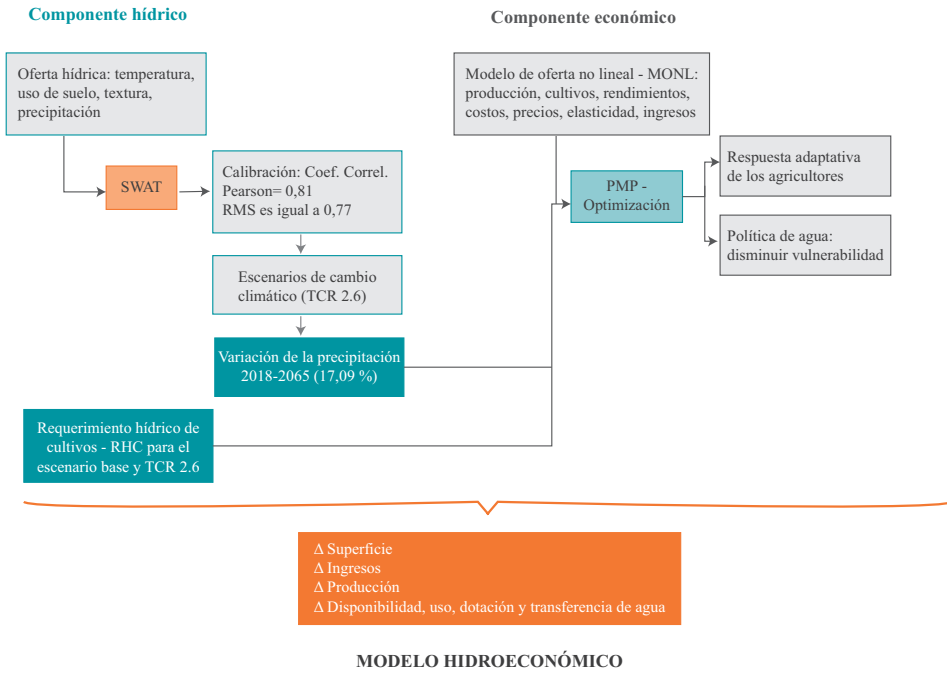 Componente hídrico
Oferta hídrica: temperatura,
uso de suelo, textura,
precipitación
SWAT
Calibración: Coef. Correl.
Pearson= 0,81
RMS es igual a 0,77
Escenarios de cambio
climático (TCR 2.6)
Variación de la precipitación
2018-2065 (17,09 %)
Requerimiento hídrico de
cultivos - RHC para el
escenario base y TCR 2.6
Componente económico
Modelo de oferta no lineal - MONL:
producción, cultivos, rendimientos,
costos, precios, elasticidad, ingresos
PMP -
Optimización
Respuesta adaptativa
de los agricultores
Política de agua:
disminuir vulnerabilidad
Δ Superficie
Δ Ingresos
Δ Producción
Δ Disponibilidad, uso, dotación y transferencia de agua
MODELO HIDROECONÓMICO